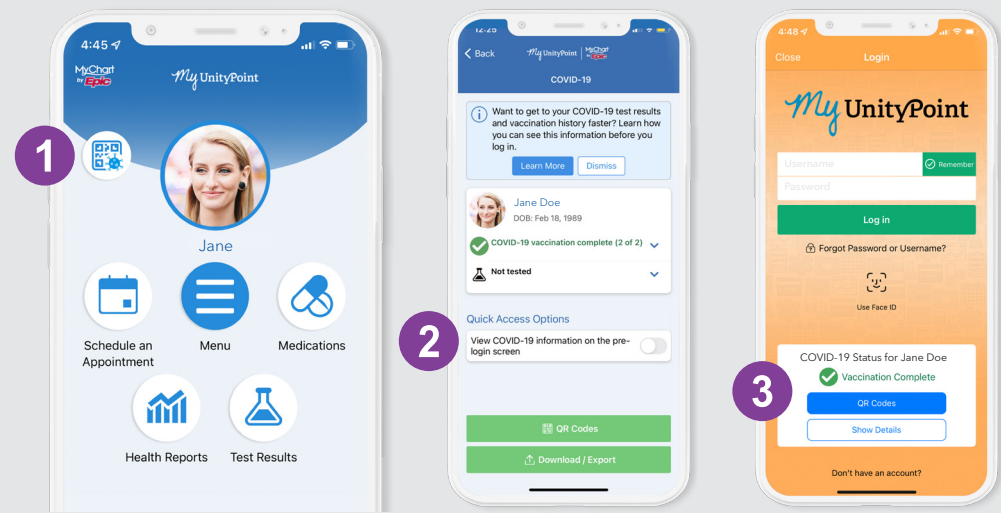 1
4:45
MyChart
by Epic
My UnityPoint
Jane
Schedule an
Appointment
Menu
Medications
Health Reports
Test Results
2
12:25
Back
My UnityPoint | MyChart
by Epic
COVID-19
Want to get to your COVID-19 test results
and vaccination history faster? Learn how
you can see this information before you
log in.
Learn More
Dismiss
Jane Doe
DOB: Feb 18, 1989
COVID-19 vaccination complete (2 of 2)
Not tested
Quick Access Options
View COVID-19 information on the pre-
login screen
QR Codes
Download / Export
3
4:48
Close
Login
My UnityPoint
Username
Remember
Password
Log in
Forgot Password or Username?
Use Face ID
COVID-19 Status for Jane Doe
Vaccination Complete
QR Codes
Show Details
Don't have an account?